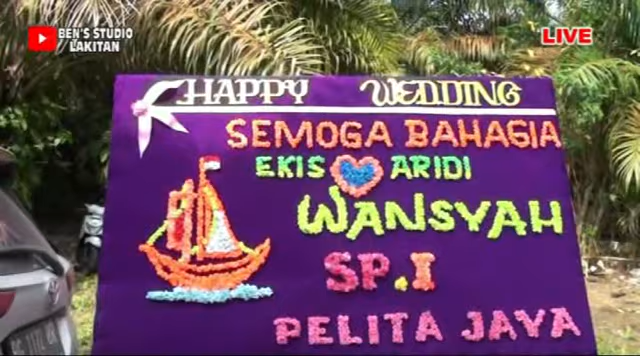 BEN'S STUDIO
LAKITAN
LIVE
HAPPY WEDDING
SEMOGA BAHAGIA
EKIS ARIDI
WANSYAH
SP.I
PELITA JAYA